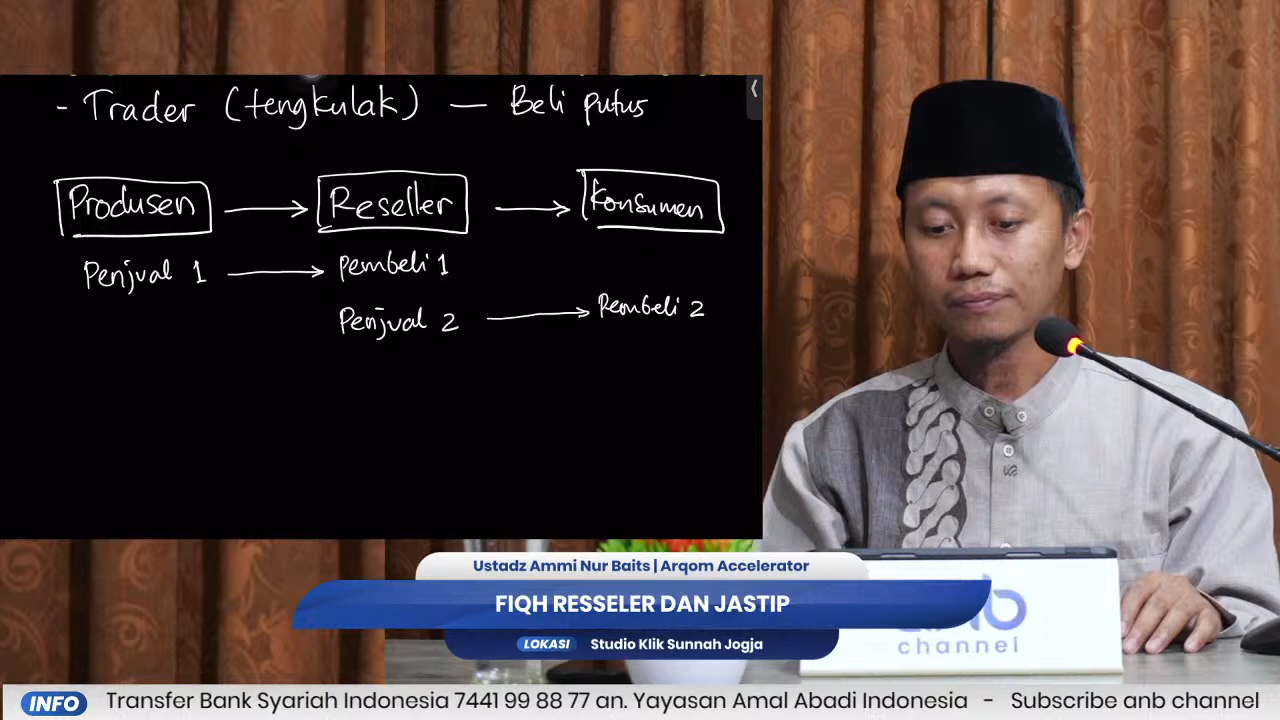 - Trader (tengkulak) — Beli putus
Produsen → Reseller → Konsumen
Penjual 1 → Pembeli 1
Penjual 2 → Pembeli 2
channel
Ustadz Ammi Nur Baits | Arqom Accelerator
FIQH RESSELER DAN JASTIP
LOKASI Studio Klik Sunnah Jogja
INFO Transfer Bank Syariah Indonesia 7441 99 88 77 an. Yayasan Amal Abadi Indonesia - Subscribe anb channel